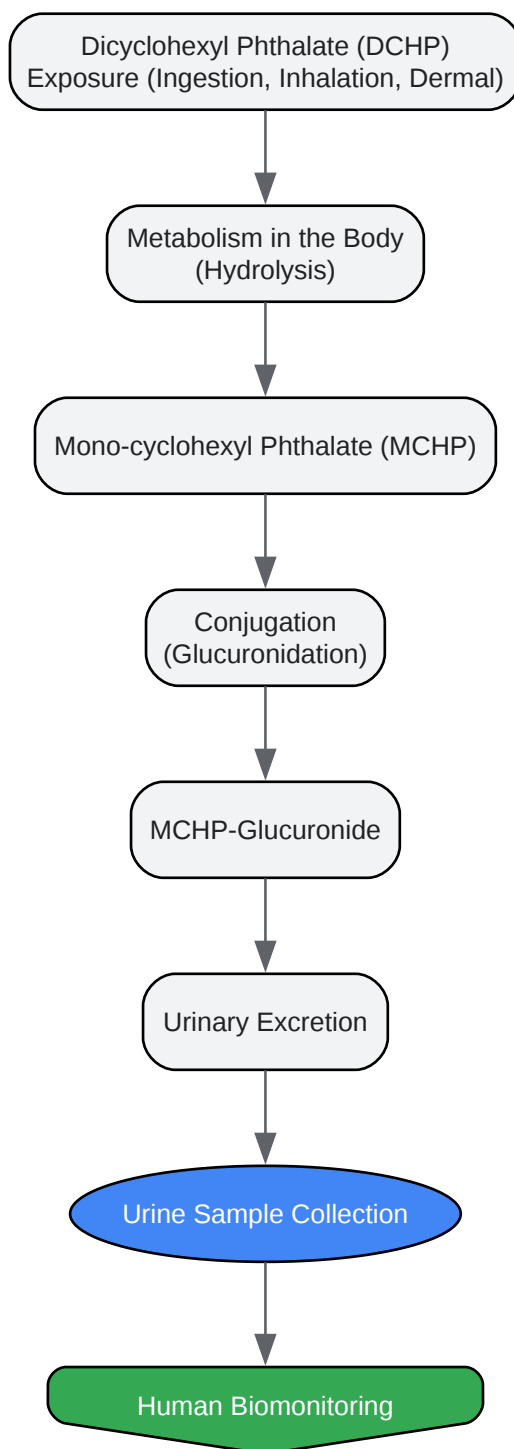 Dicyclohexyl Phthalate (DCHP)
Exposure (Ingestion, Inhalation, Dermal)
Metabolism in the Body
(Hydrolysis)
Mono-cyclohexyl Phthalate (MCHP)
Conjugation
(Glucuronidation)
MCHP-Glucuronide
Urinary Excretion
Urine Sample Collection
Human Biomonitoring